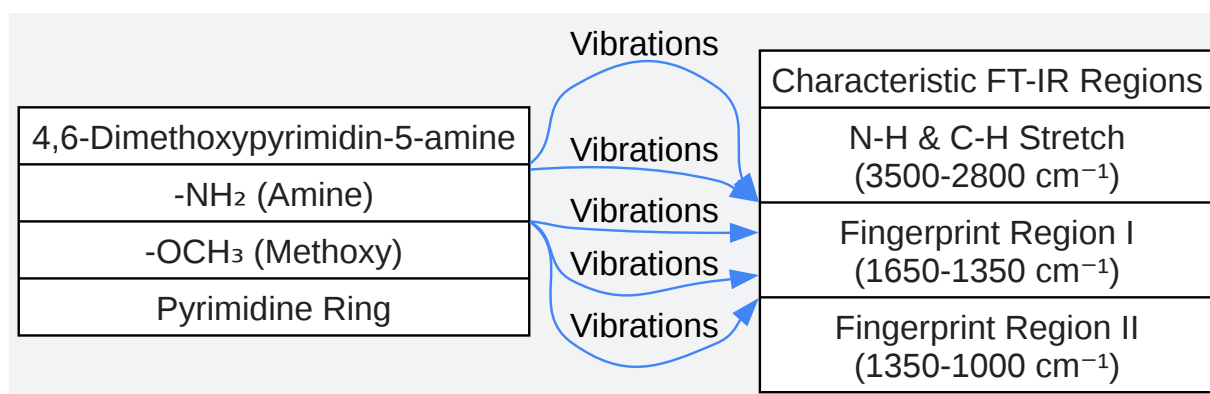 4,6-Dimethoxypyrimidin-5-amine
-NH₂ (Amine)
-OCH₃ (Methoxy)
Pyrimidine Ring
Vibrations
Vibrations
Vibrations
Vibrations
Vibrations
Characteristic FT-IR Regions
N-H & C-H Stretch
(3500-2800 cm⁻¹)
Fingerprint Region I
(1650-1350 cm⁻¹)
Fingerprint Region II
(1350-1000 cm⁻¹)